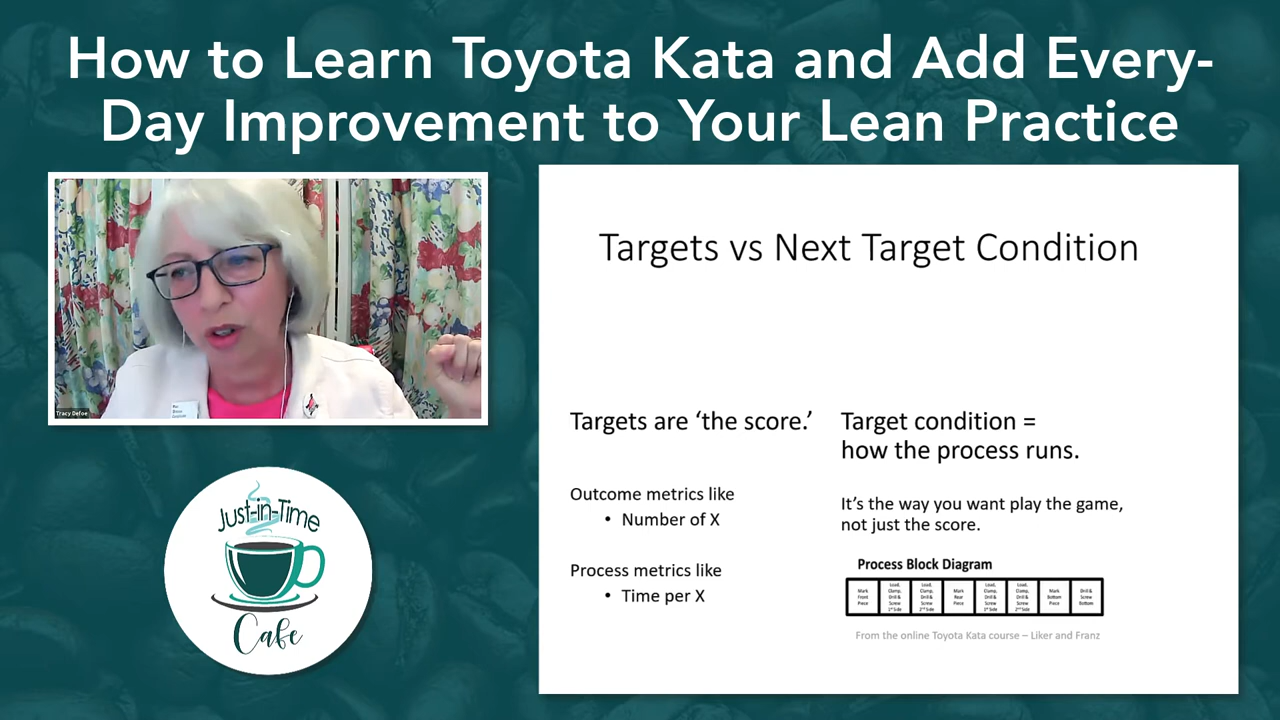 How to Learn Toyota Kata and Add Every-
Day Improvement to Your Lean Practice
Tracy Defoe
Just-in-Time
Cafe
Targets vs Next Target Condition
Targets are ‘the score.’
Outcome metrics like
• Number of X
Process metrics like
• Time per X
Target condition =
how the process runs.
It’s the way you want play the game,
not just the score.
Process Block Diagram
Mark
Front
Piece
Load,
Clamp,
Drill &
Screw
1st Side
Load,
Clamp,
Drill &
Screw
2nd Side
Mark
Rear
Piece
Load,
Clamp,
Drill &
Screw
1st Side
Load,
Clamp,
Drill &
Screw
2nd Side
Mark
Bottom
Piece
Drill &
Screw
Bottom
From the online Toyota Kata course – Liker and Franz